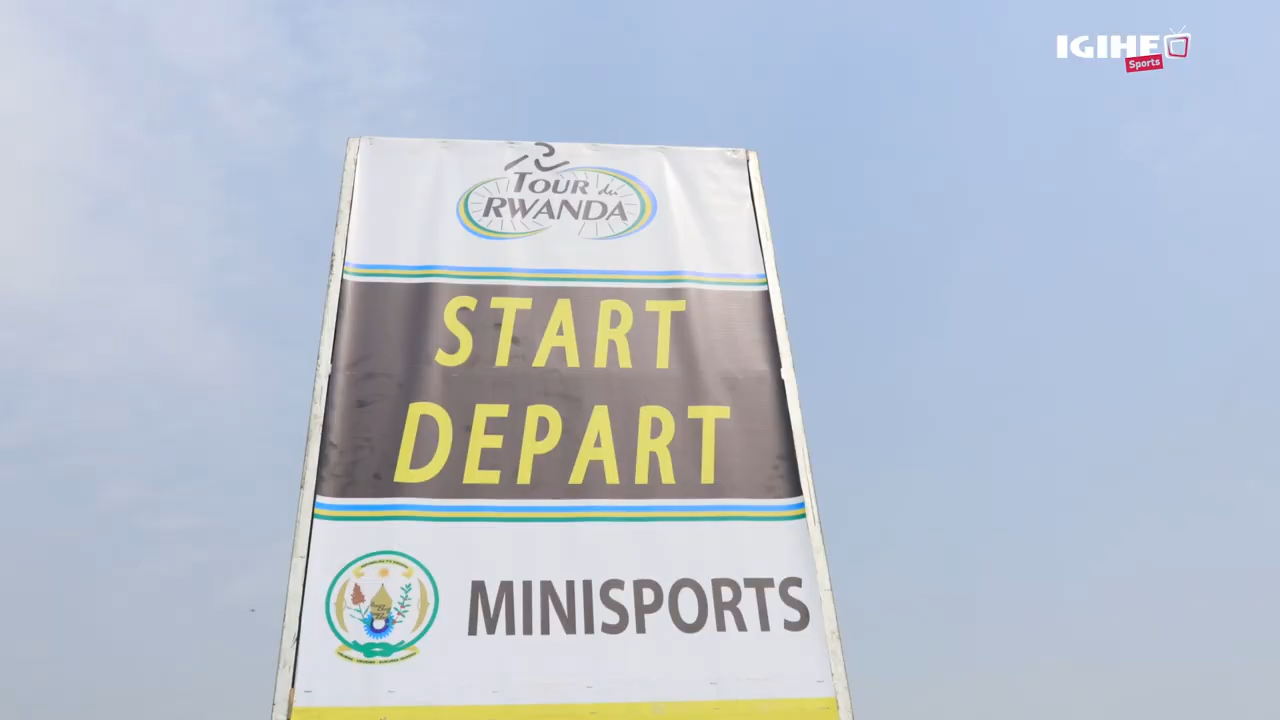 IGIHE
Sports
TOUR du
RWANDA
START
DEPART
MINISPORTS